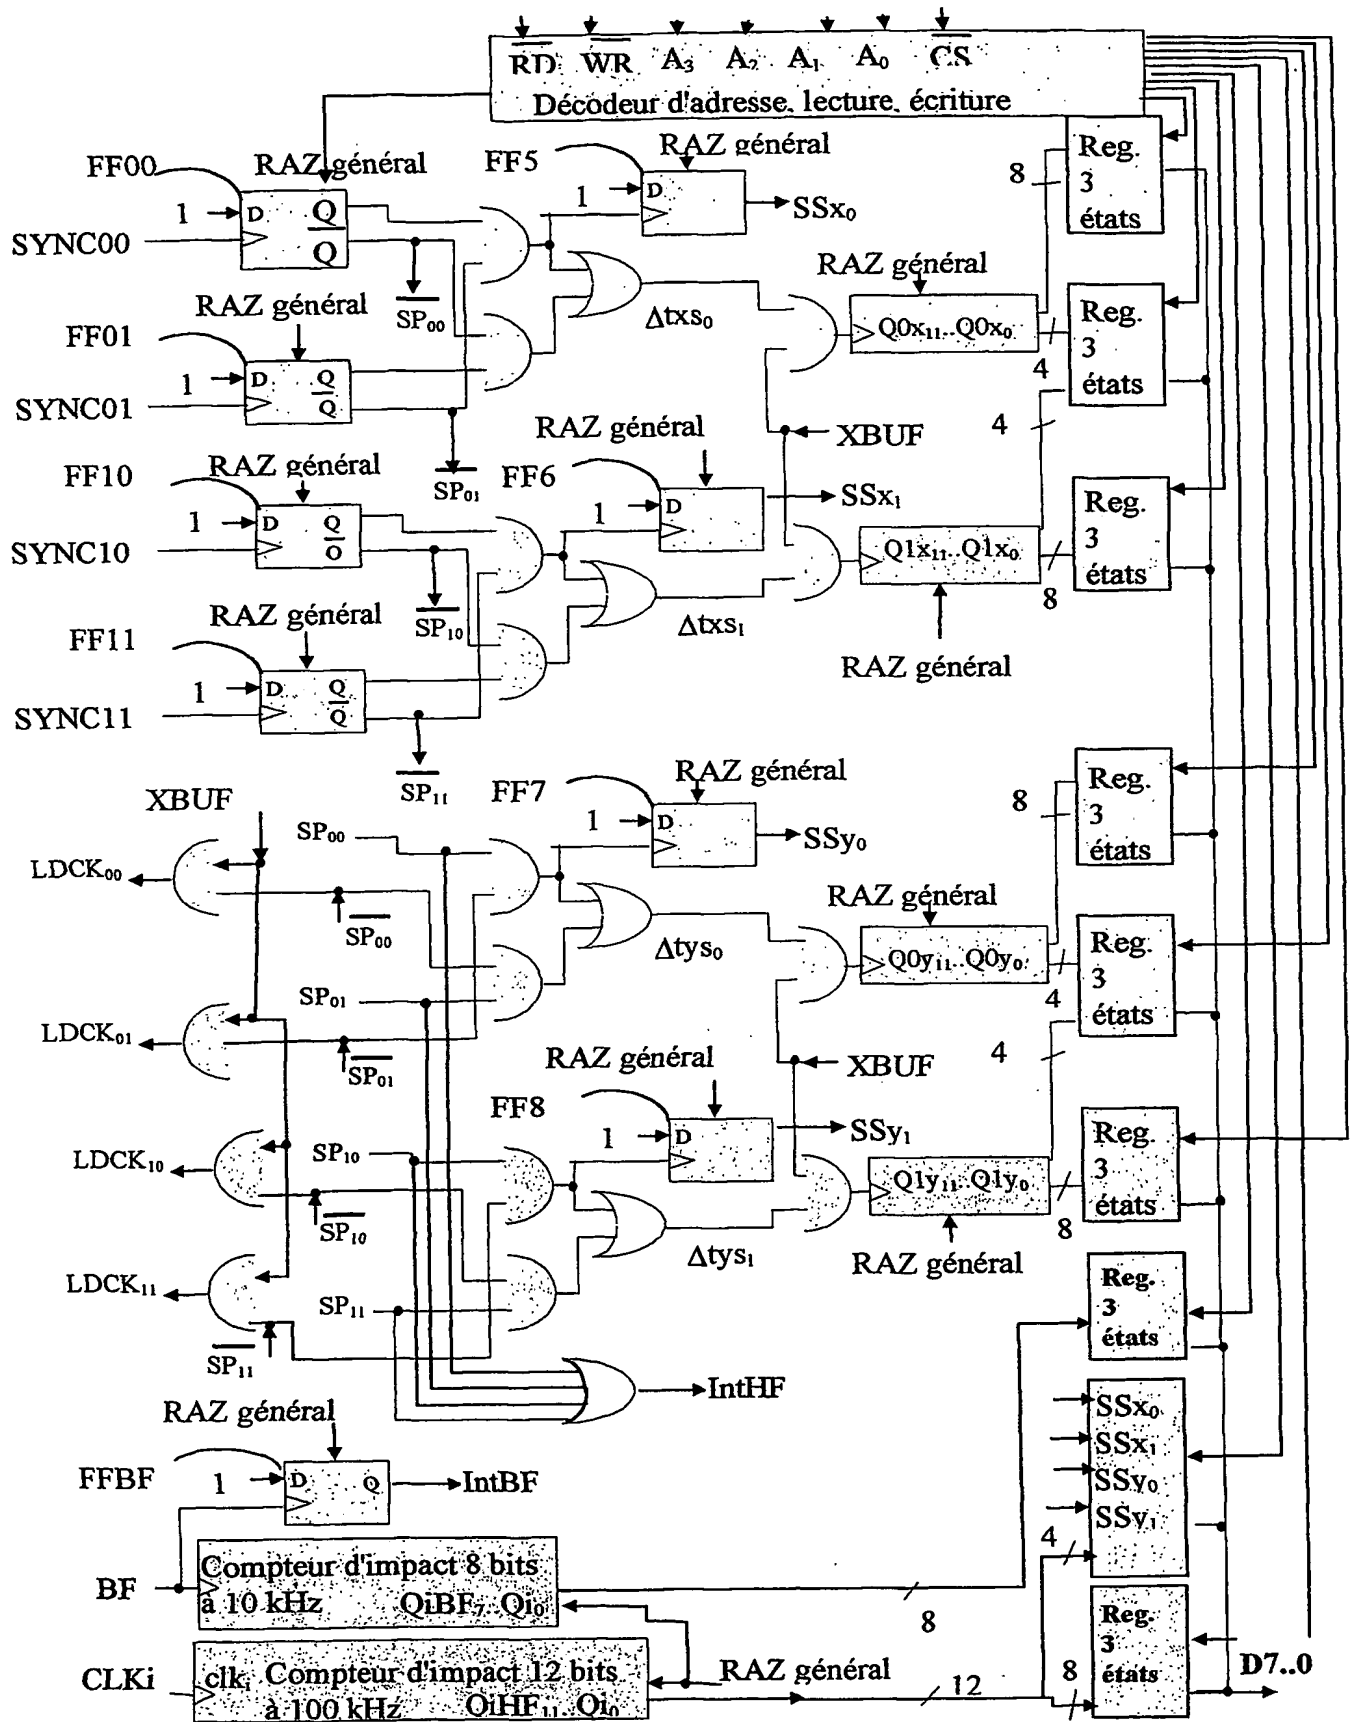 RD WR A3 A2 A1 A0 CS
Décodeur d'adresse, lecture, écriture
FF00
RAZ général
1
D
Q
Q
SYNC00
SP00
FF5
RAZ général
1
D
SSx0
Reg.
3
états
8
RAZ général
FF01
1
D
Q
Q
SYNC01
SP01
Δtxs0
RAZ général
Q0x11..Q0x0
4
Reg.
3
états
XBUF
4
FF10
RAZ général
1
D
Q
Q
SYNC10
SP10
FF6
RAZ général
1
D
SSx1
Q1x11..Q1x0
8
Reg.
3
états
RAZ général
FF11
RAZ général
1
D
Q
Q
SYNC11
SP11
Δtxs1
XBUF
LDCK00
SP00
SP00
FF7
RAZ général
1
D
SSy0
8
Reg.
3
états
RAZ général
Q0y11..Q0y0
4
Δtys0
Reg.
3
états
LDCK01
SP01
SP01
XBUF
4
FF8
RAZ général
1
D
SSy1
LDCK10
SP10
SP10
Q1y11..Q1y0
8
Reg.
3
états
RAZ général
Δtys1
LDCK11
SP11
SP11
Reg.
3
états
IntHF
RAZ général
FFBF
1
D
Q
IntBF
SSx0
SSx1
SSy0
SSy1
4
BF
Compteur d'impact 8 bits
à 10 kHz QiBF7..Qi0
8
CLKi
clki Compteur d'impact 12 bits
à 100 kHz QiHF11..Qi0
RAZ général
12
8
Reg.
3
états
D7..0